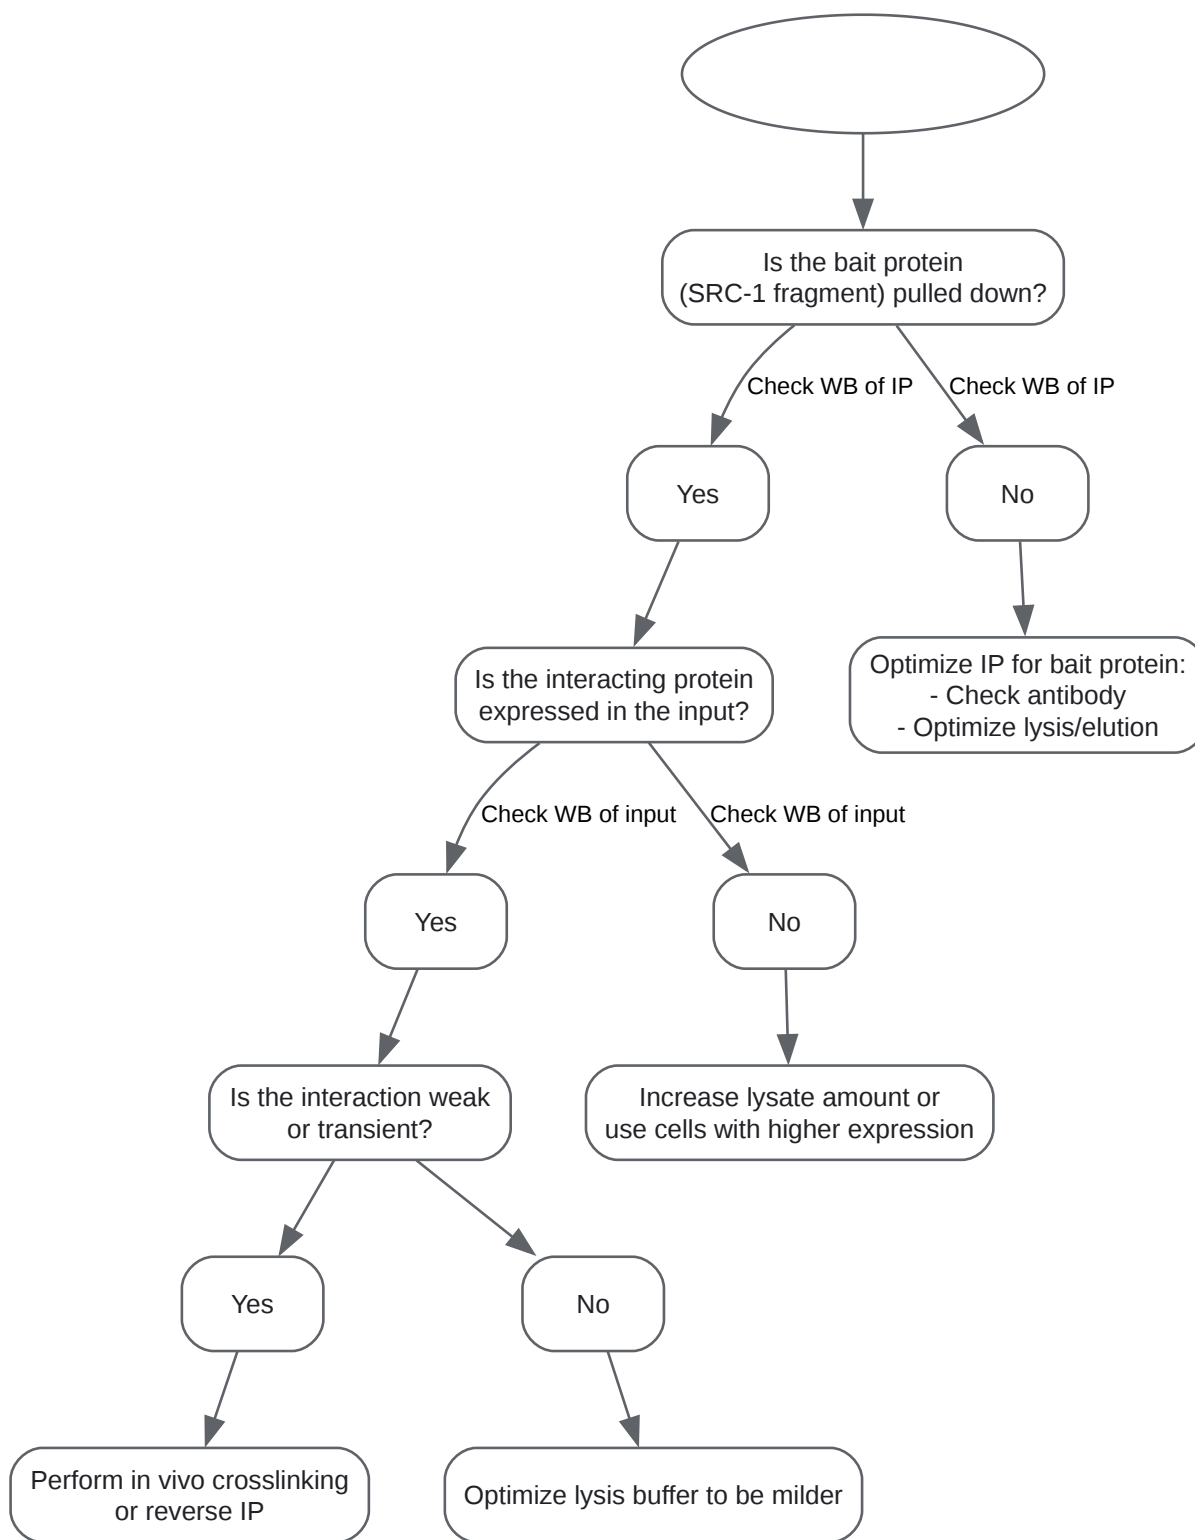 Is the bait protein
(SRC-1 fragment) pulled down?
Check WB of IP
Check WB of IP
Yes
No
Is the interacting protein
expressed in the input?
Optimize IP for bait protein:
- Check antibody
- Optimize lysis/elution
Check WB of input
Check WB of input
Yes
No
Is the interaction weak
or transient?
Increase lysate amount or
use cells with higher expression
Yes
No
Perform in vivo crosslinking
or reverse IP
Optimize lysis buffer to be milder